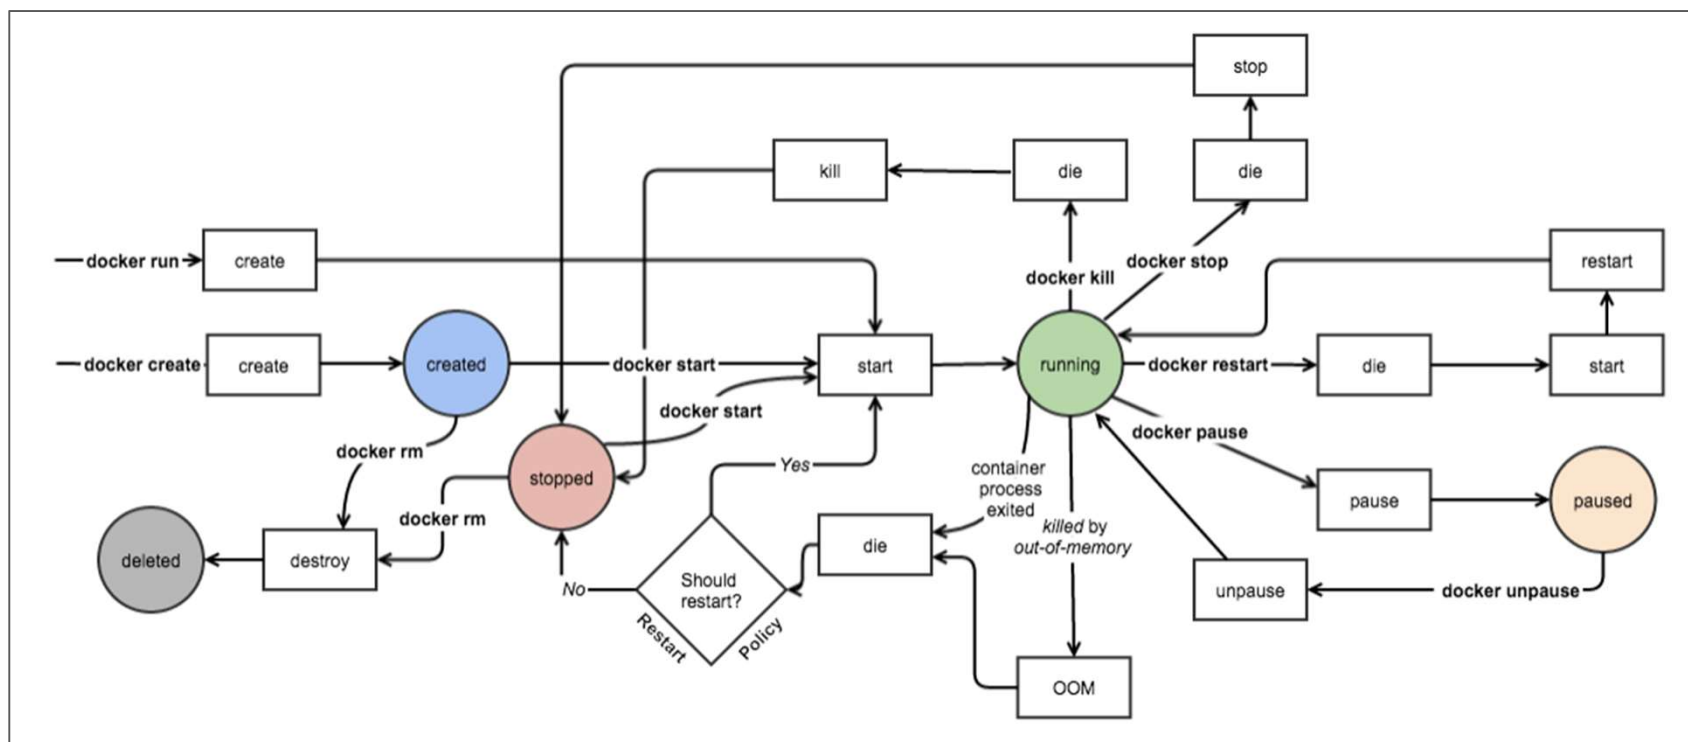 stop
kill
die
die
docker run
create
docker kill
docker stop
restart
docker create
create
created
docker start
start
running
docker restart
die
start
docker start
docker rm
docker pause
stopped
Yes
container
process
exited
pause
paused
docker rm
killed by
out-of-memory
deleted
destroy
die
No
Should
restart?
unpause
docker unpause
Restart
Policy
OOM